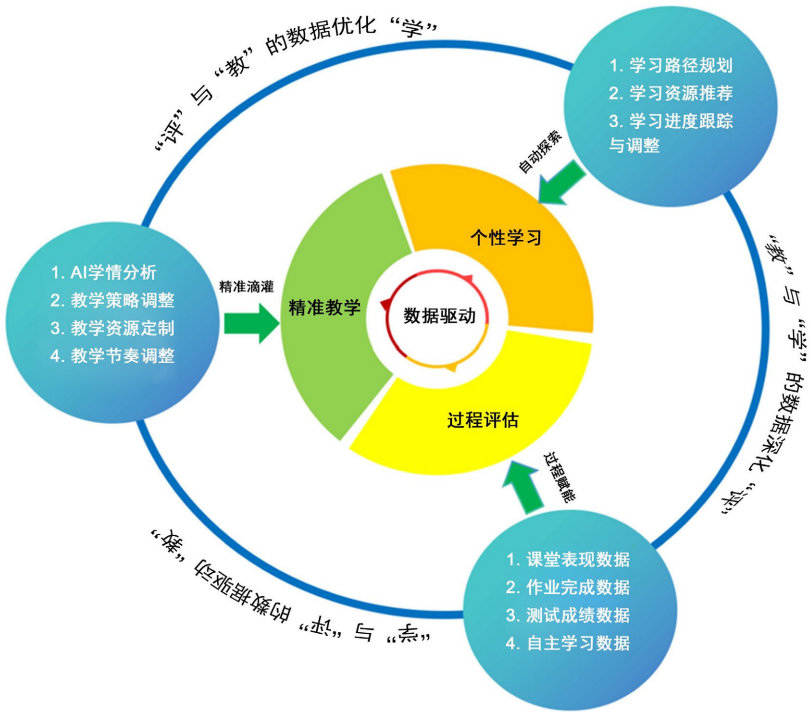 “评”与“教”的数据优化“学”
1. 学习路径规划
2. 学习资源推荐
3. 学习进度跟踪
与调整
自动探索
个性学习
“教”与“学”的数据深化“评”
1. AI学情分析
2. 教学策略调整
3. 教学资源定制
4. 教学节奏调整
精准滴灌
精准教学
数据驱动
过程评估
过程赋能
1. 课堂表现数据
2. 作业完成数据
3. 测试成绩数据
4. 自主学习数据
“学”与“评”的数据驱动“教”